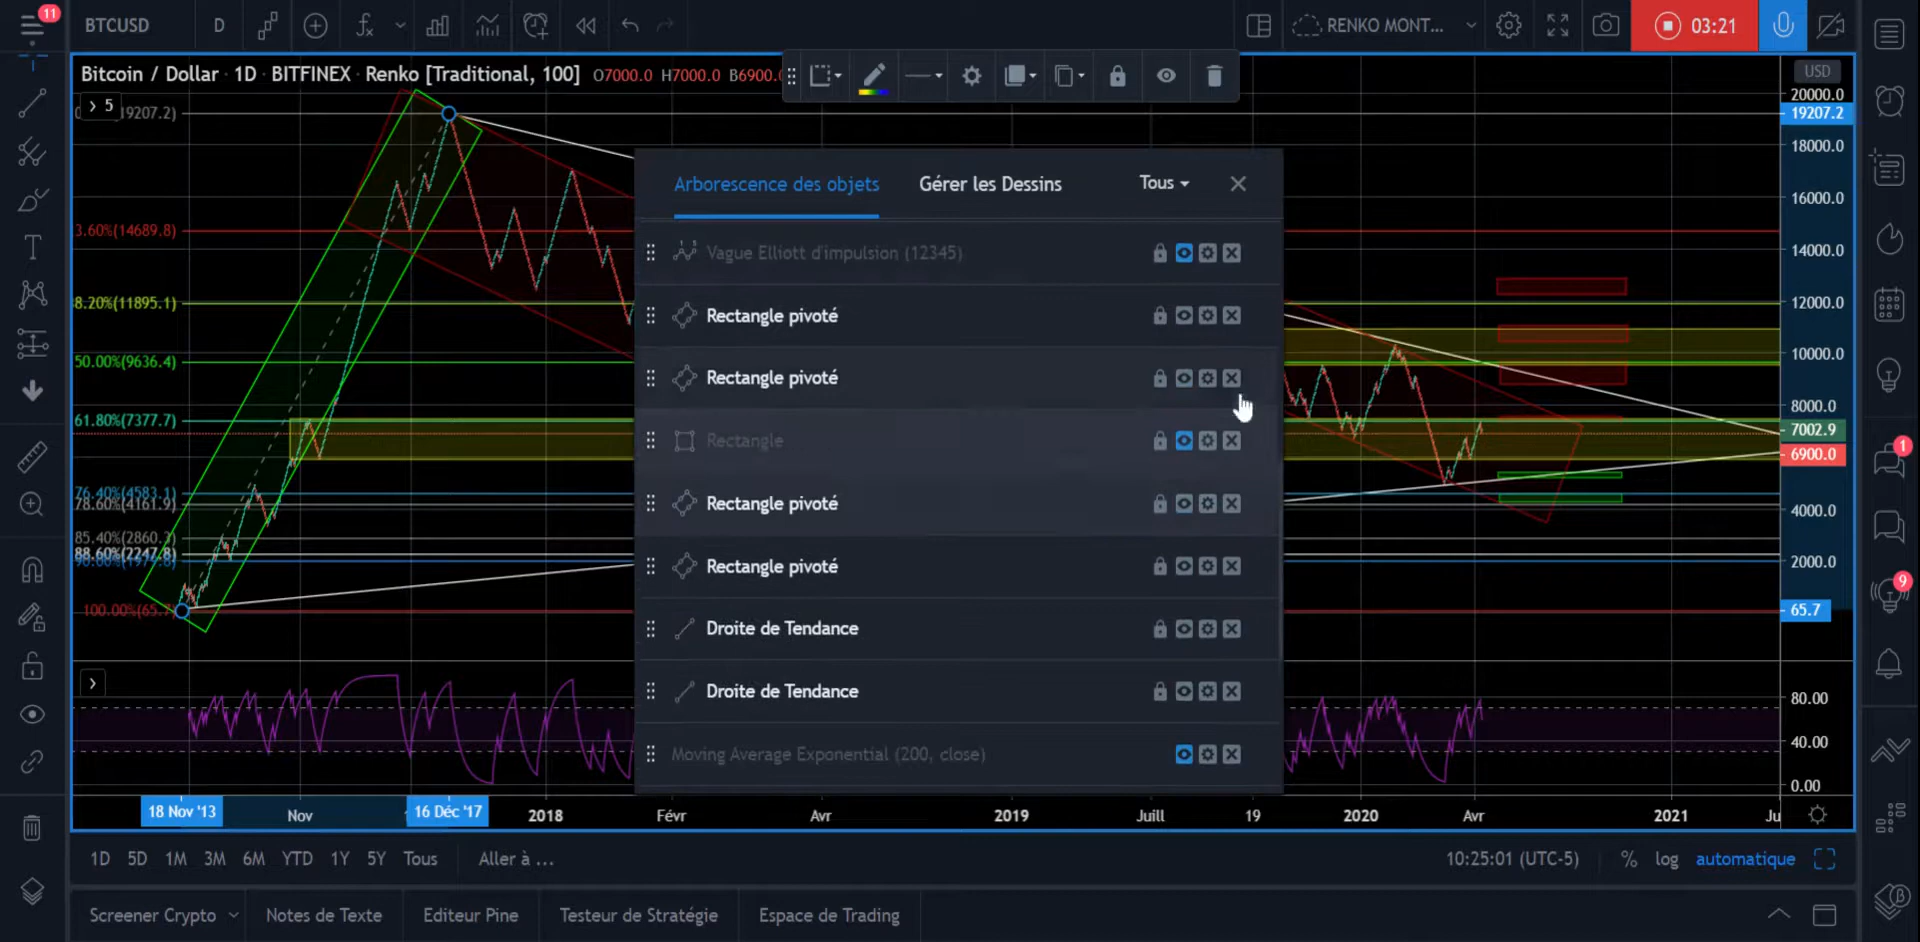 11
BTCUSD
D
RENKO MONT...
03:21
Bitcoin / Dollar · 1D · BITFINEX · Renko [Traditional, 100] O7000.0 H7000.0 B6900.0
USD
5
20000.0
19207.2)
19207.2
18000.0
Arborescence des objets
Gérer les Dessins
Tous
16000.0
3.60%(14689.8)
14000.0
Vague Elliott d'impulsion (12345)
8.20%(11895.1)
12000.0
Rectangle pivoté
50.00%(9636.4)
10000.0
Rectangle pivoté
8000.0
61.80%(7377.7)
7002.9
Rectangle
6900.0
1
76.40%(4583.1)
78.60%(4161.9)
Rectangle pivoté
4000.0
85.40%(2860.3)
88.60%(2247.8)
2000.0
Rectangle pivoté
9
100.00%(65.7)
65.7
Droite de Tendance
Droite de Tendance
80.00
40.00
Moving Average Exponential (200, close)
0.00
18 Nov '13
Nov
16 Déc '17
2018
Févr
Avr
2019
Juill
19
2020
Avr
2021
Ju
1D 5D 1M 3M 6M YTD 1Y 5Y Tous Aller à ...
10:25:01 (UTC-5) % log automatique
Screener Crypto Notes de Texte Editeur Pine Testeur de Stratégie Espace de Trading